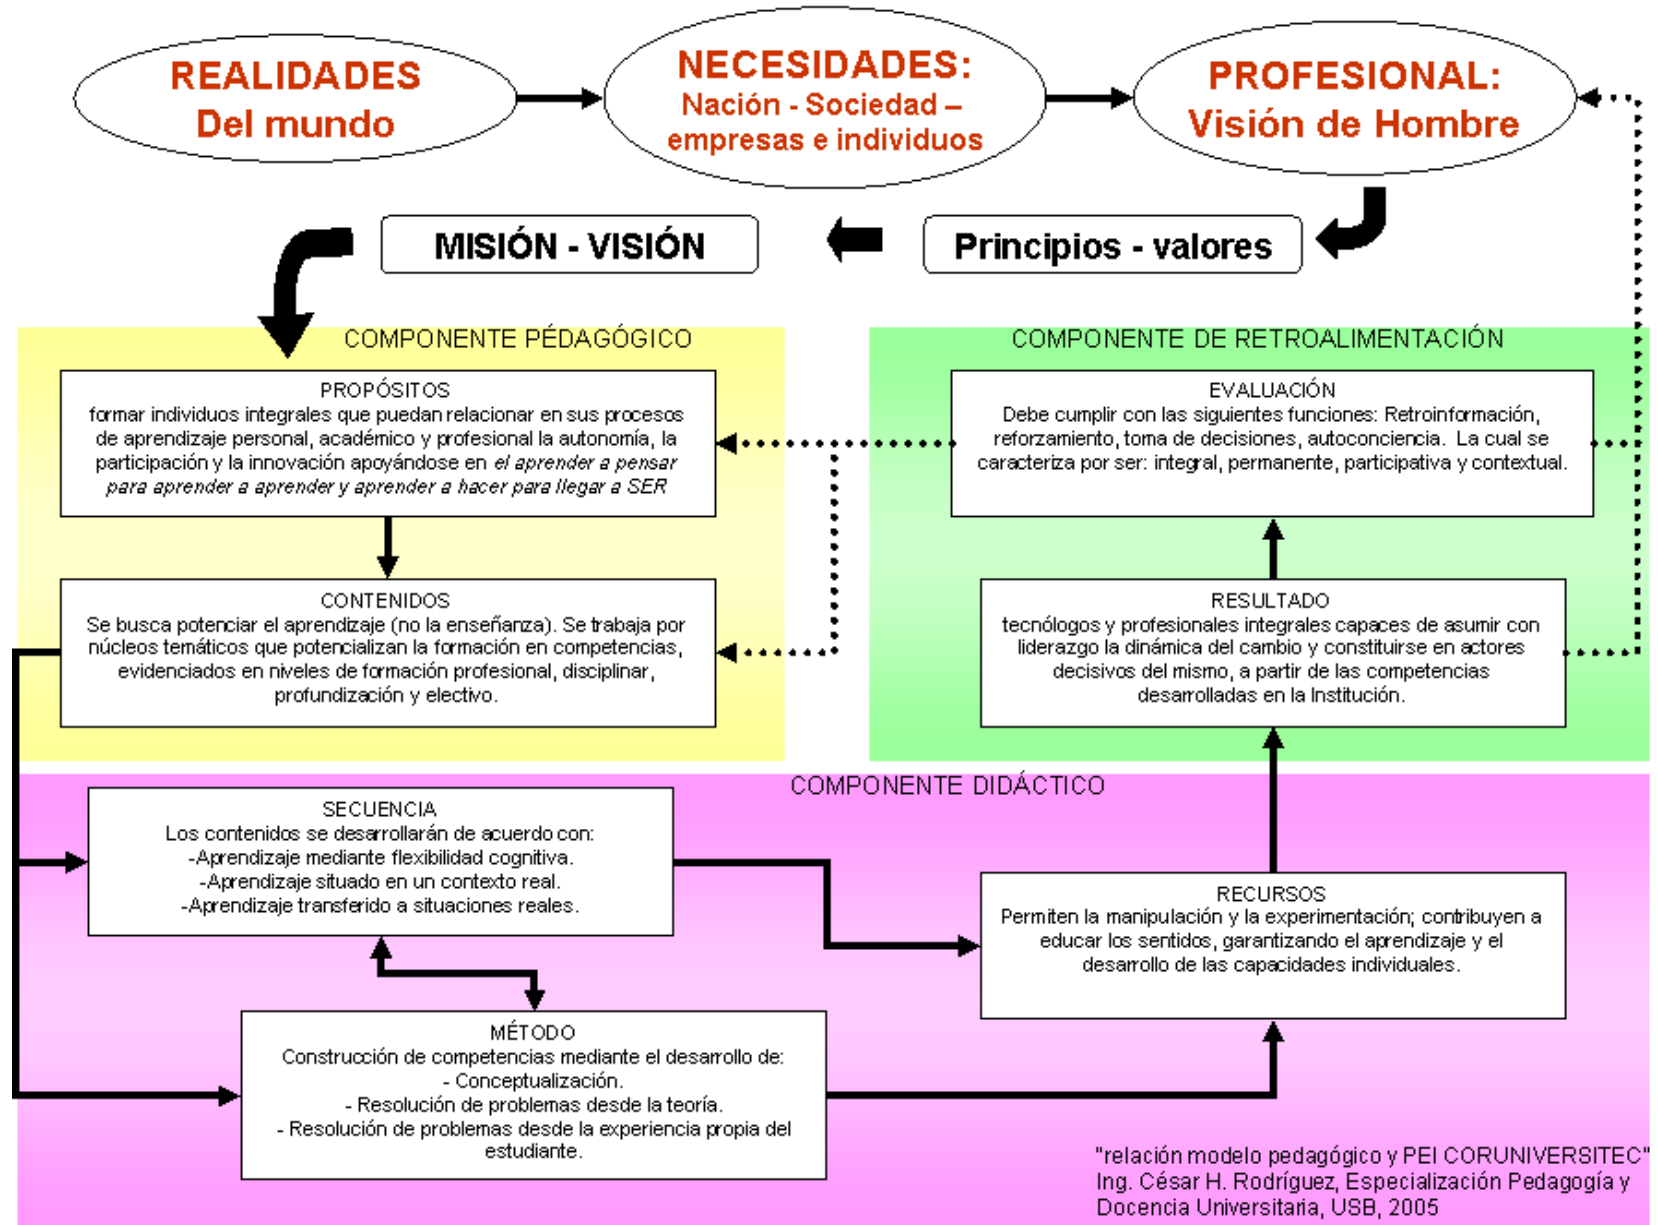 REALIDADES
Del mundo
NECESIDADES:
Nación - Sociedad –
empresas e individuos
PROFESIONAL:
Visión de Hombre
MISIÓN - VISIÓN
Principios - valores
COMPONENTE PÉDAGÓGICO
PROPÓSITOS
formar individuos integrales que puedan relacionar en sus procesos
de aprendizaje personal, académico y profesional la autonomía, la
participación y la innovación apoyándose en el aprender a pensar
para aprender a aprender y aprender a hacer para llegar a SER
CONTENIDOS
Se busca potenciar el aprendizaje (no la enseñanza). Se trabaja por
núcleos temáticos que potencializan la formación en competencias,
evidenciados en niveles de formación profesional, disciplinar,
profundización y electivo.
COMPONENTE DE RETROALIMENTACIÓN
EVALUACIÓN
Debe cumplir con las siguientes funciones: Retroinformación,
reforzamiento, toma de decisiones, autoconciencia. La cual se
caracteriza por ser: integral, permanente, participativa y contextual.
RESULTADO
tecnólogos y profesionales integrales capaces de asumir con
liderazgo la dinámica del cambio y constituirse en actores
decisivos del mismo, a partir de las competencias
desarrolladas en la Institución.
COMPONENTE DIDÁCTICO
SECUENCIA
Los contenidos se desarrollarán de acuerdo con:
-Aprendizaje mediante flexibilidad cognitiva.
-Aprendizaje situado en un contexto real.
-Aprendizaje transferido a situaciones reales.
RECURSOS
Permiten la manipulación y la experimentación; contribuyen a
educar los sentidos, garantizando el aprendizaje y el
desarrollo de las capacidades individuales.
MÉTODO
Construcción de competencias mediante el desarrollo de:
- Conceptualización.
- Resolución de problemas desde la teoría.
- Resolución de problemas desde la experiencia propia del
estudiante.
"relación modelo pedagógico y PEI CORUNIVERSITEC"
Ing. César H. Rodríguez, Especialización Pedagogía y
Docencia Universitaria, USB, 2005